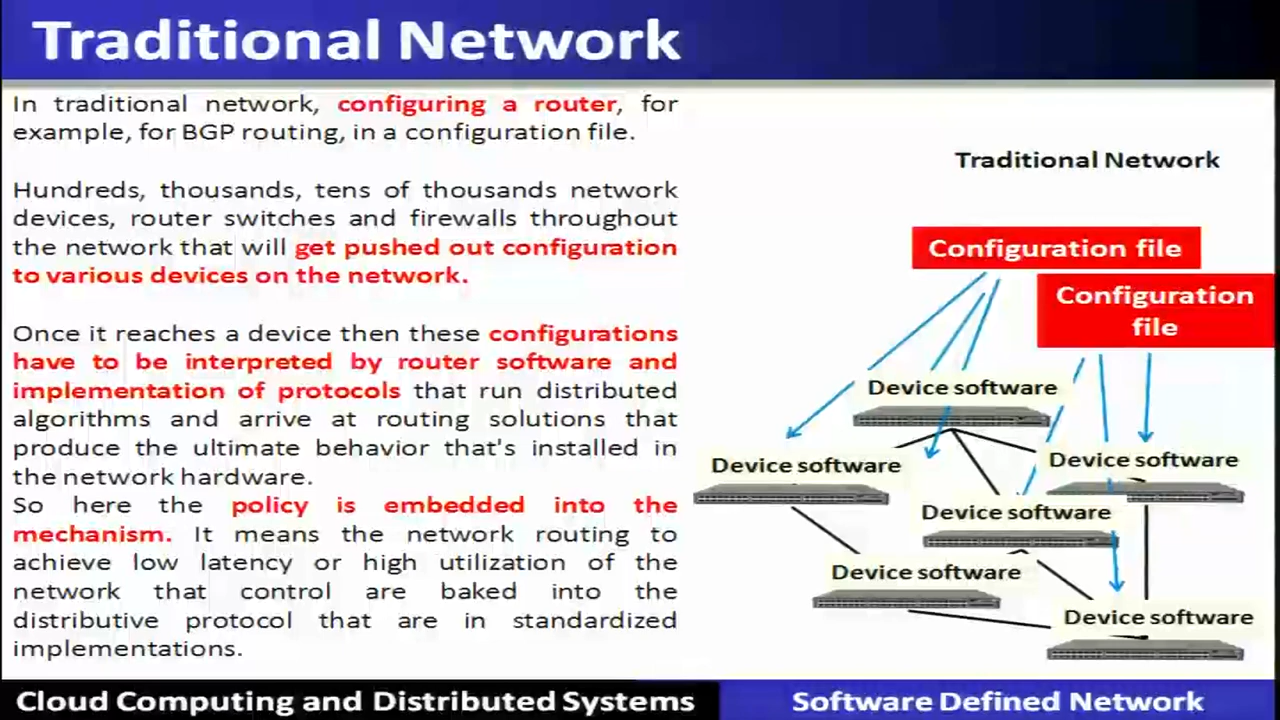 Traditional Network
In traditional network, configuring a router, for
example, for BGP routing, in a configuration file.
Hundreds, thousands, tens of thousands network
devices, router switches and firewalls throughout
the network that will get pushed out configuration
to various devices on the network.
Once it reaches a device then these configurations
have to be interpreted by router software and
implementation of protocols that run distributed
algorithms and arrive at routing solutions that
produce the ultimate behavior that's installed in
the network hardware.
So here the policy is embedded into the
mechanism. It means the network routing to
achieve low latency or high utilization of the
network that control are baked into the
distributive protocol that are in standardized
implementations.
Traditional Network
Configuration file
Configuration
file
Device software
Device software
Device software
Device software
Device software
Device software
Cloud Computing and Distributed Systems
Software Defined Network